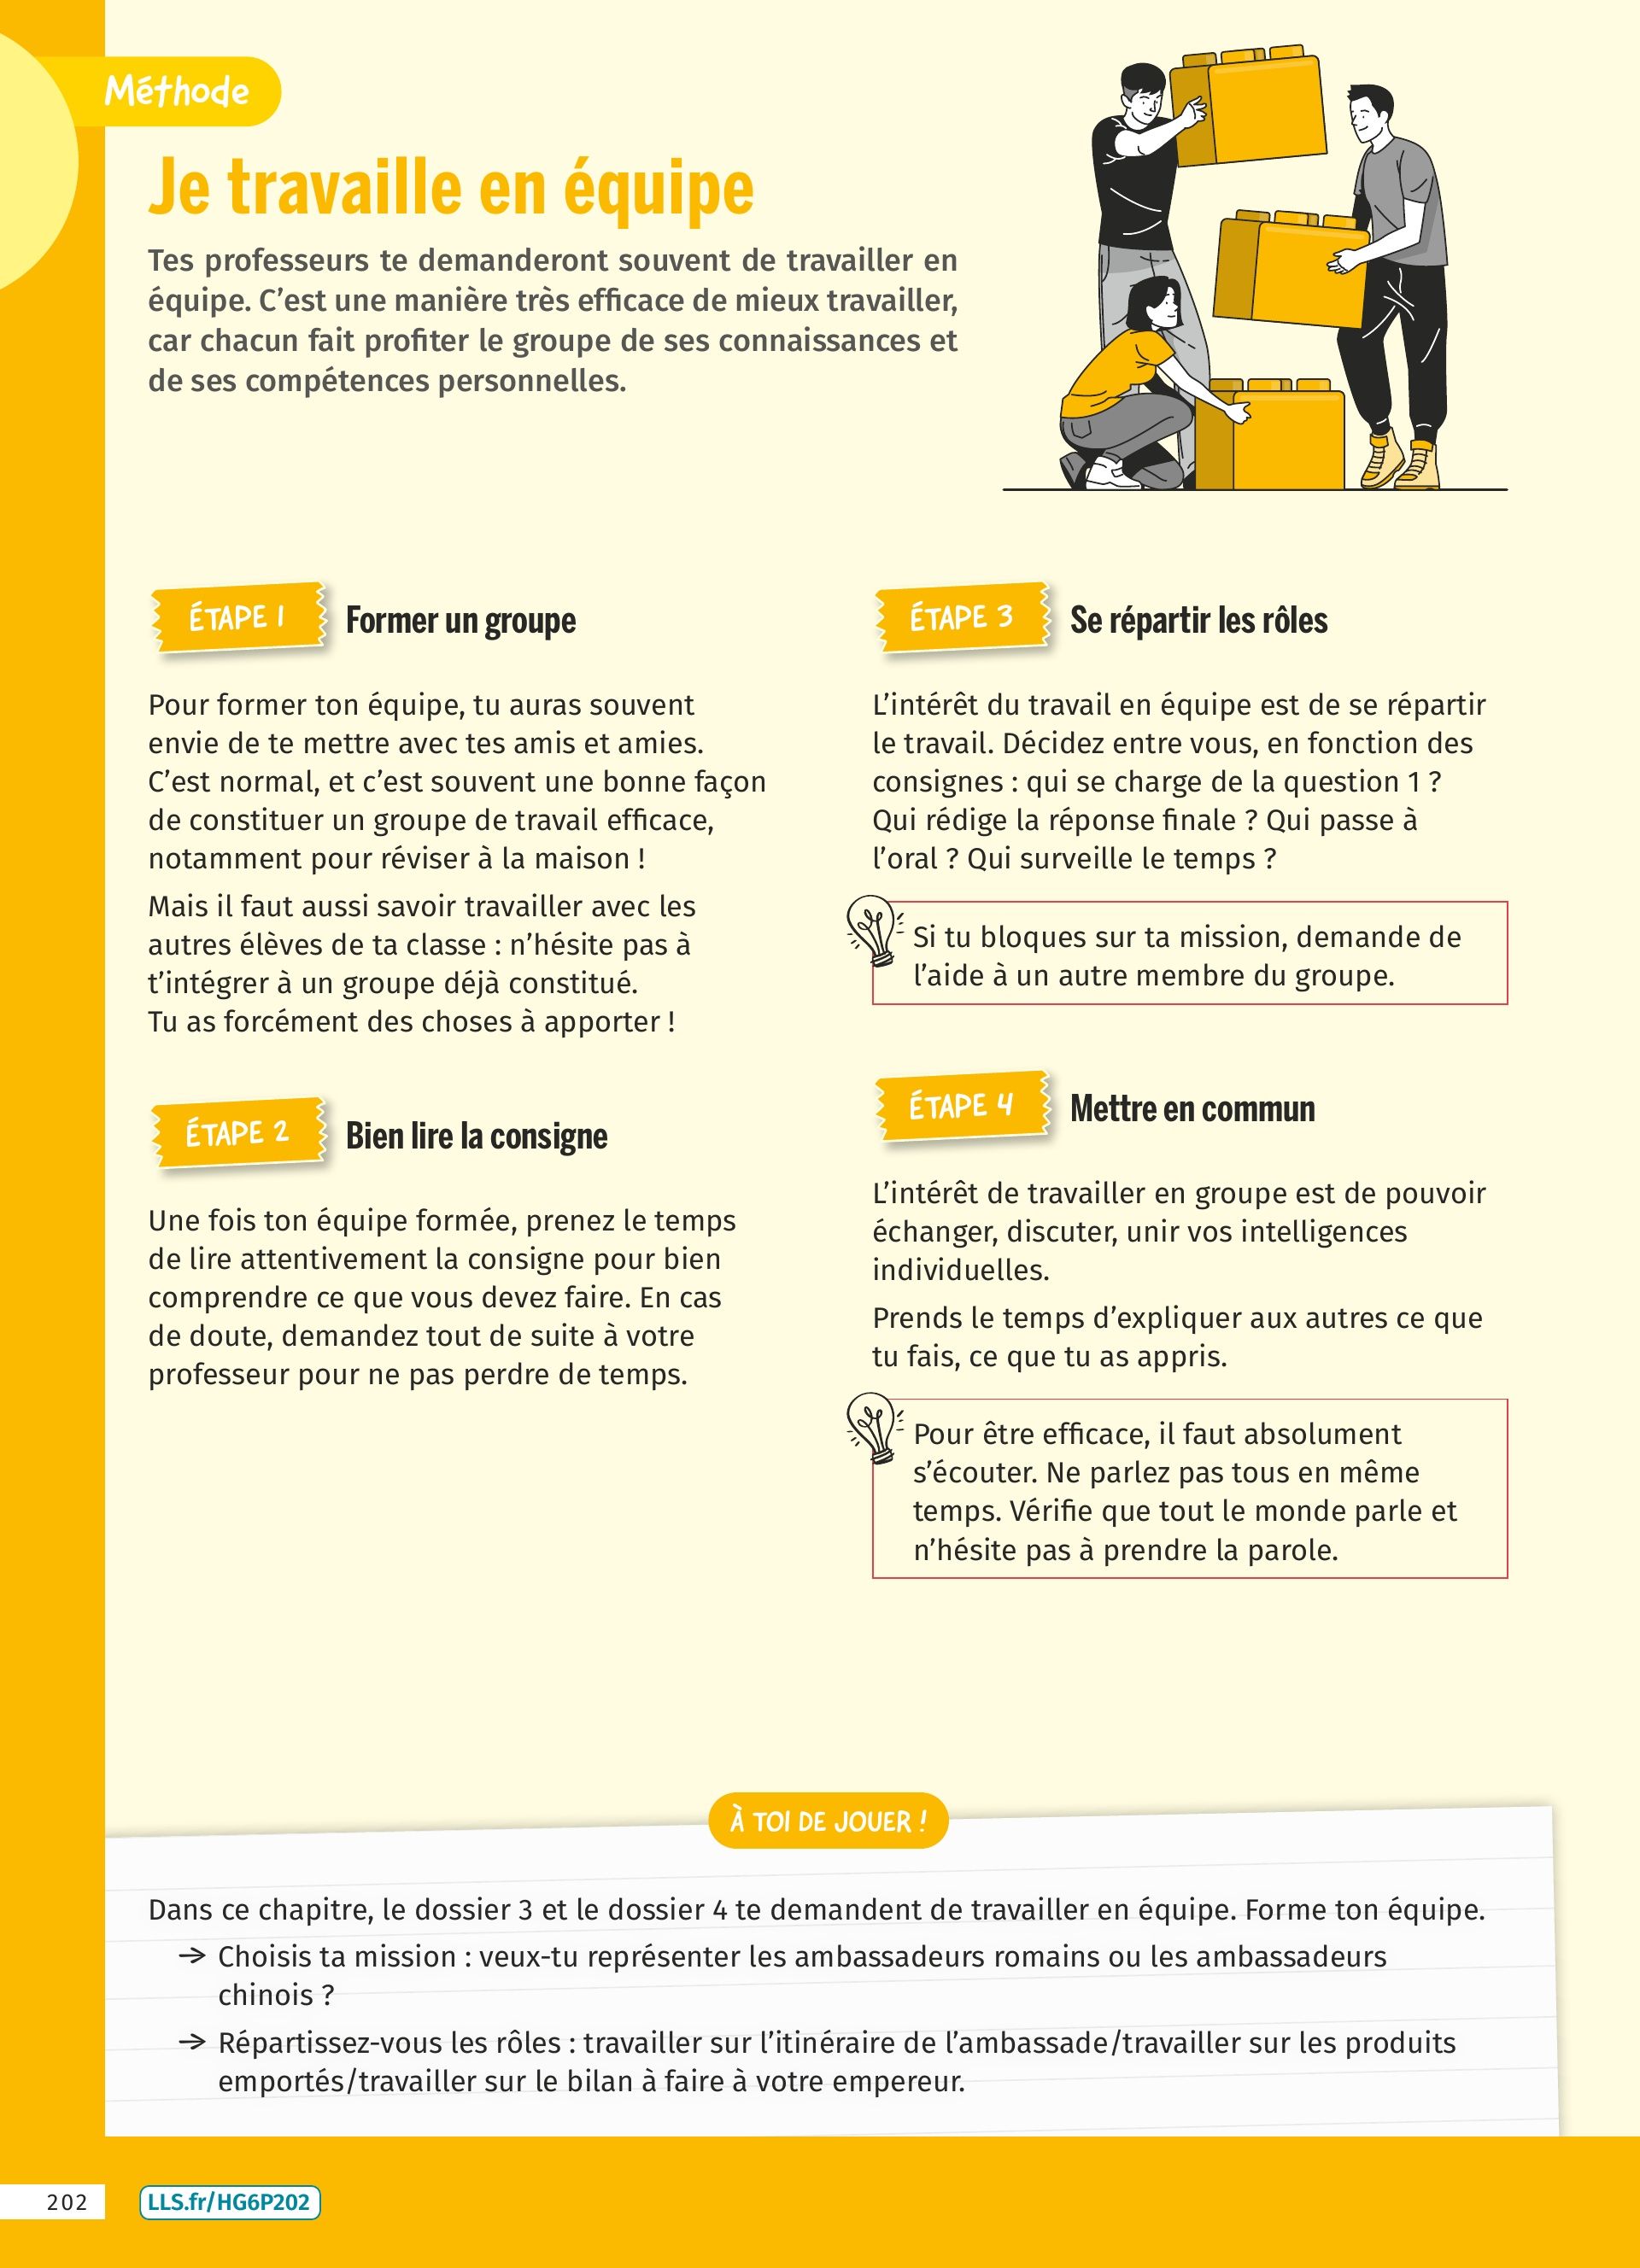 Méthode
Je travaille en équipe
Tes professeurs te demanderont souvent de travailler en
équipe. C’est une manière très efficace de mieux travailler,
car chacun fait profiter le groupe de ses connaissances et
de ses compétences personnelles.
ÉTAPE 1 Former un groupe
Pour former ton équipe, tu auras souvent
envie de te mettre avec tes amis et amies.
C’est normal, et c’est souvent une bonne façon
de constituer un groupe de travail efficace,
notamment pour réviser à la maison !
Mais il faut aussi savoir travailler avec les
autres élèves de ta classe : n’hésite pas à
t’intégrer à un groupe déjà constitué.
Tu as forcément des choses à apporter !
ÉTAPE 2 Bien lire la consigne
Une fois ton équipe formée, prenez le temps
de lire attentivement la consigne pour bien
comprendre ce que vous devez faire. En cas
de doute, demandez tout de suite à votre
professeur pour ne pas perdre de temps.
ÉTAPE 3 Se répartir les rôles
L’intérêt du travail en équipe est de se répartir
le travail. Décidez entre vous, en fonction des
consignes : qui se charge de la question 1 ?
Qui rédige la réponse finale ? Qui passe à
l’oral ? Qui surveille le temps ?
Si tu bloques sur ta mission, demande de
l’aide à un autre membre du groupe.
ÉTAPE 4 Mettre en commun
L’intérêt de travailler en groupe est de pouvoir
échanger, discuter, unir vos intelligences
individuelles.
Prends le temps d’expliquer aux autres ce que
tu fais, ce que tu as appris.
Pour être efficace, il faut absolument
s’écouter. Ne parlez pas tous en même
temps. Vérifie que tout le monde parle et
n’hésite pas à prendre la parole.
À TOI DE JOUER !
Dans ce chapitre, le dossier 3 et le dossier 4 te demandent de travailler en équipe. Forme ton équipe.
→ Choisis ta mission : veux-tu représenter les ambassadeurs romains ou les ambassadeurs
chinois ?
→ Répartissez-vous les rôles : travailler sur l’itinéraire de l’ambassade/travailler sur les produits
emportés/travailler sur le bilan à faire à votre empereur.
202 LLS.fr/HG6P202